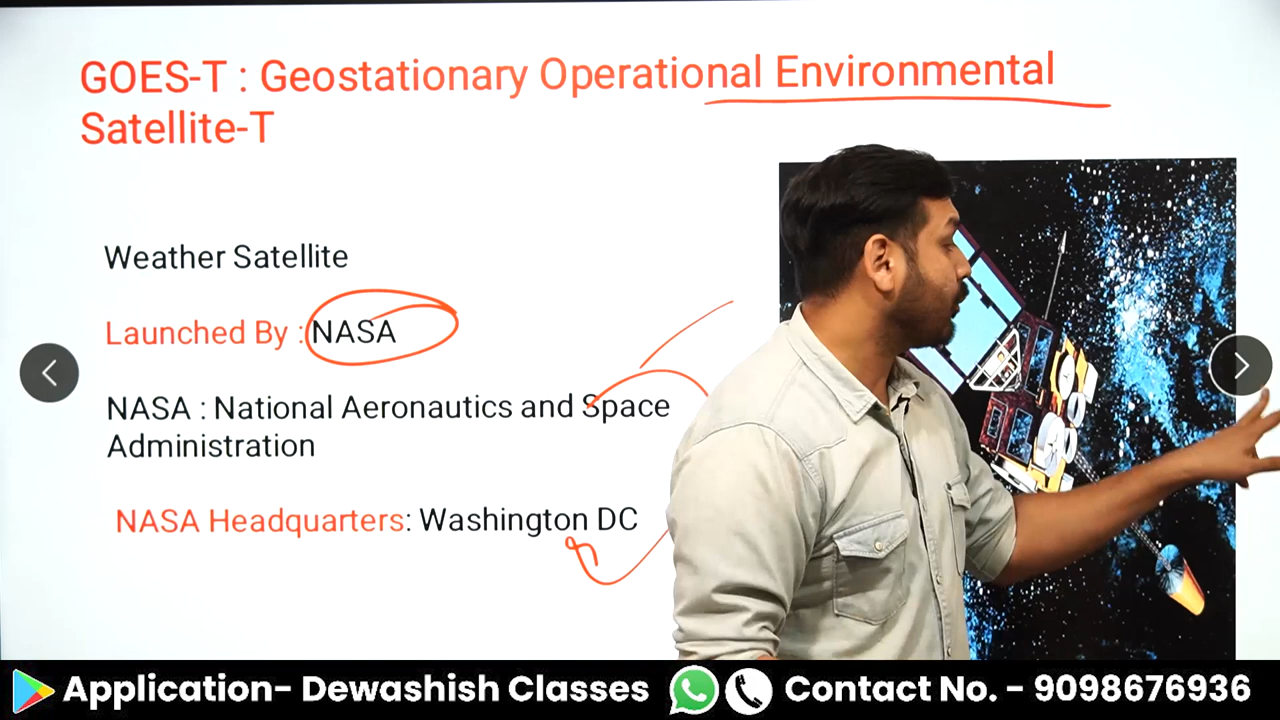 GOES-T : Geostationary Operational Environmental
Satellite-T
Weather Satellite
Launched By : NASA
NASA : National Aeronautics and Space
Administration
NASA Headquarters: Washington DC
Application- Dewashish Classes
Contact No. - 9098676936